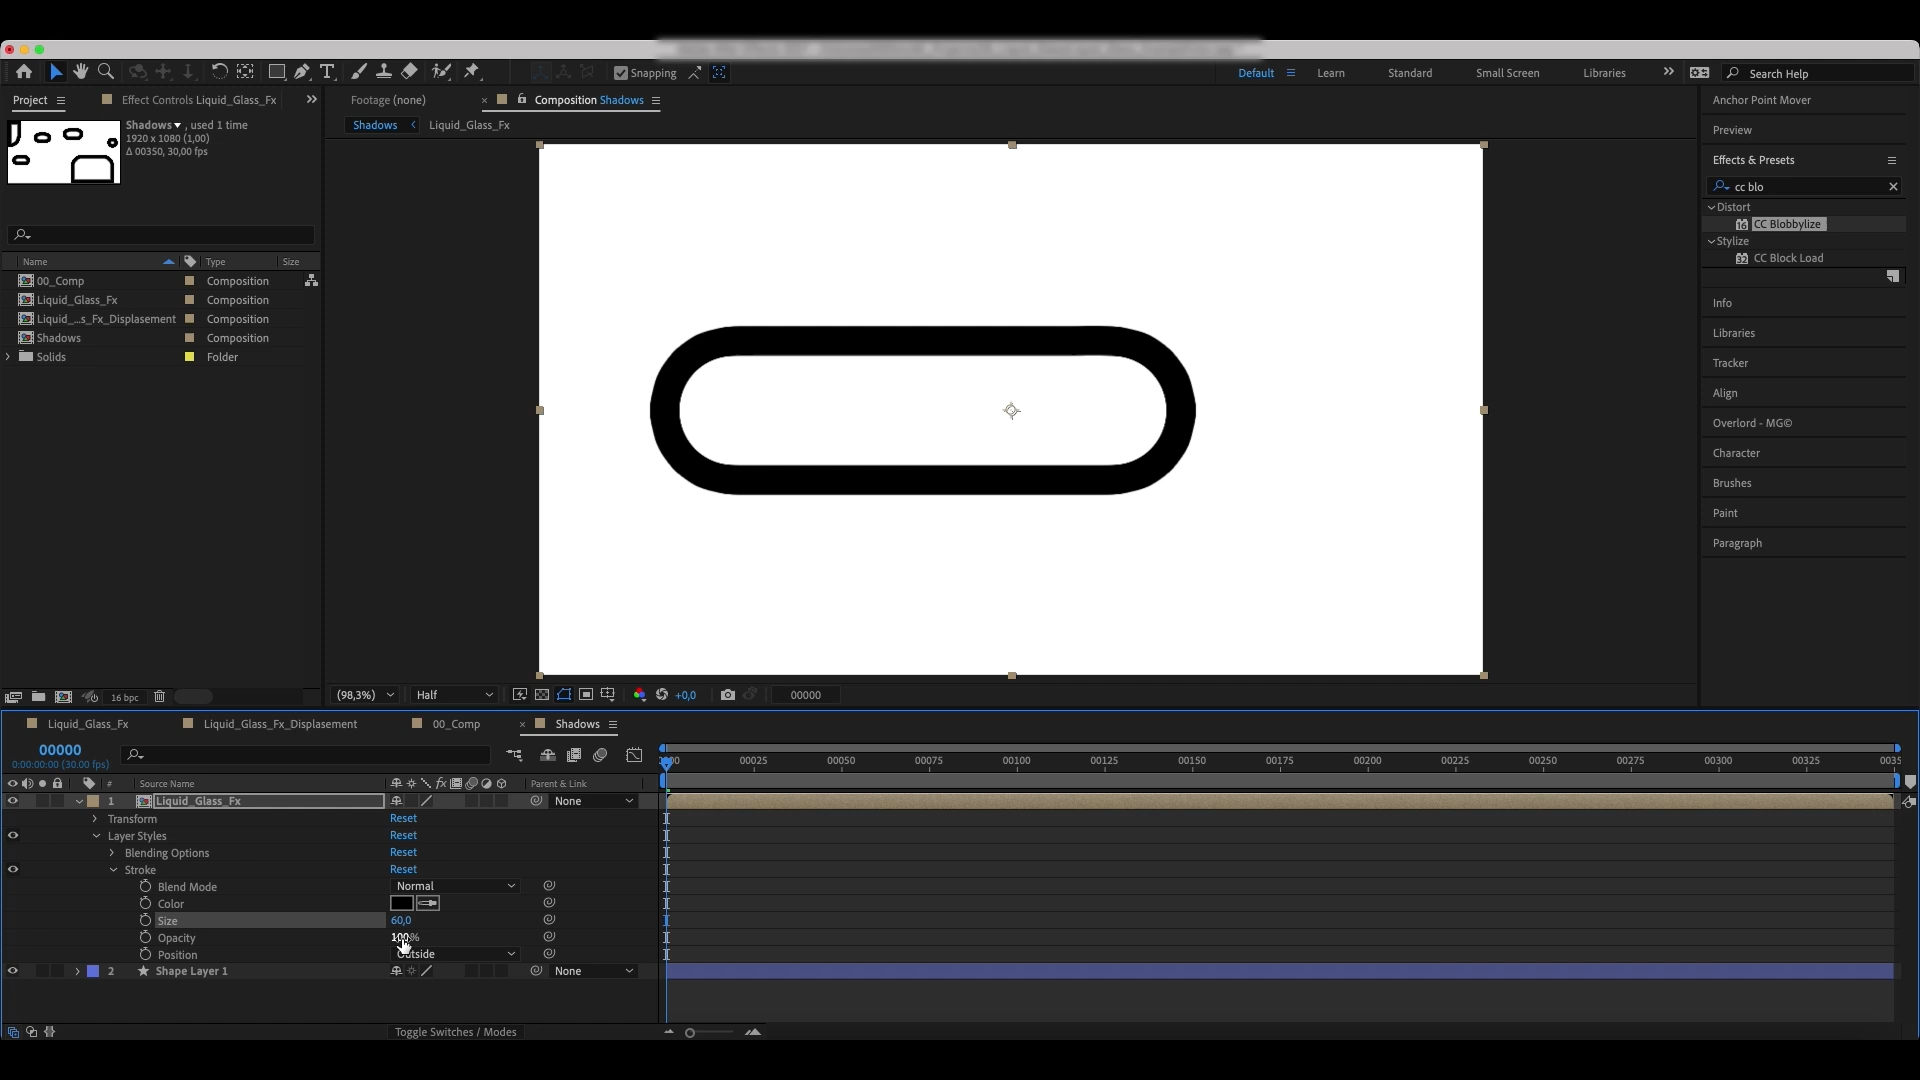 Snapping
Default
Learn
Standard
Small Screen
Libraries
Search Help
Project
Effect Controls Liquid_Glass_Fx
Footage (none)
Composition Shadows
Anchor Point Mover
Shadows , used 1 time
1920 x 1080 (1,00)
Δ 00350, 30,00 fps
Shadows
Liquid_Glass_Fx
Preview
Effects & Presets
cc blo
Distort
CC Blobbylize
Stylize
CC Block Load
Name
Type
Size
00_Comp
Composition
Liquid_Glass_Fx
Composition
Liquid_...s_Fx_Displasement
Composition
Shadows
Composition
Solids
Folder
Info
Libraries
Tracker
Align
Overlord - MG©
Character
Brushes
Paint
Paragraph
16 bpc
(98,3%)
Half
+0,0
00000
Liquid_Glass_Fx
Liquid_Glass_Fx_Displasement
00_Comp
Shadows
00000
0:00:00:00 (30.00 fps)
00025
00050
00075
00100
00125
00150
00175
00200
00225
00250
00275
00300
00325
0035
#
Source Name
fx
Parent & Link
1
Liquid_Glass_Fx
None
Transform
Reset
Layer Styles
Reset
Blending Options
Reset
Stroke
Reset
Blend Mode
Normal
Color
Size
60,0
Opacity
100%
Position
Outside
2
Shape Layer 1
None
Toggle Switches / Modes